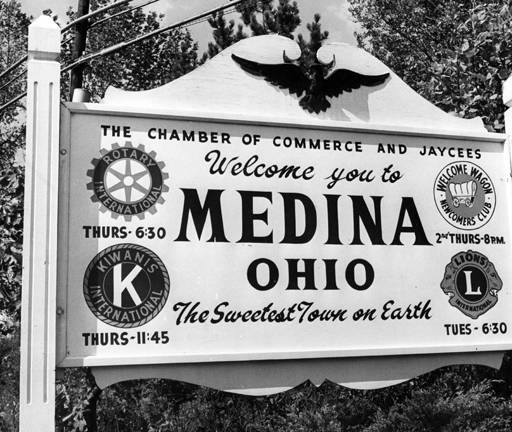 THE CHAMBER OF COMMERCE AND JAYCEES
Welcome you to
MEDINA
OHIO
The Sweetest Town on Earth
ROTARY
INTERNATIONAL
THURS-6:30
KIWANIS
K
INTERNATIONAL
THURS-11:45
WELCOME WAGON
NEWCOMERS CLUB
2nd THURS-8P.M.
LIONS
L
INTERNATIONAL
TUES-6:30